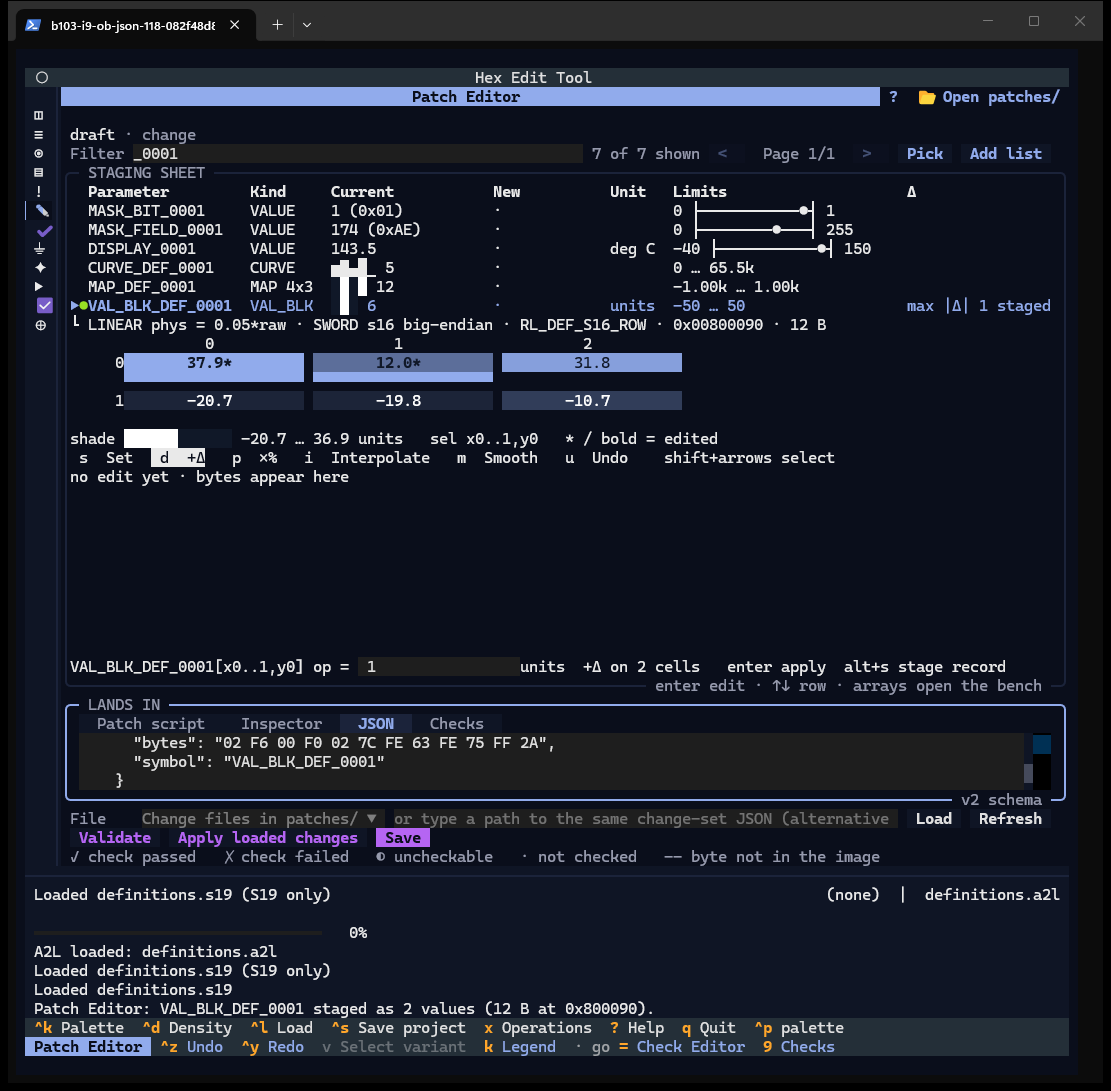 b103-i9-ob-json-118-082f48d8
Hex Edit Tool
Patch Editor ? Open patches/
draft · change
Filter _0001 7 of 7 shown < Page 1/1 > Pick Add list
STAGING SHEET
Parameter Kind Current New Unit Limits Δ
MASK_BIT_0001 VALUE 1 (0x01) · 0 1
MASK_FIELD_0001 VALUE 174 (0xAE) · 0 255
DISPLAY_0001 VALUE 143.5 · deg C −40 150
CURVE_DEF_0001 CURVE 5 · 0 … 65.5k
MAP_DEF_0001 MAP 4x3 12 · −1.00k … 1.00k
▶●VAL_BLK_DEF_0001 VAL_BLK 6 · units −50 … 50 max |Δ| 1 staged
└ LINEAR phys = 0.05*raw · SWORD s16 big-endian · RL_DEF_S16_ROW · 0x00800090 · 12 B
0 1 2
0 37.9* 12.0* 31.8
1 −20.7 −19.8 −10.7
shade −20.7 … 36.9 units sel x0..1,y0 * / bold = edited
s Set d +Δ p ×% i Interpolate m Smooth u Undo shift+arrows select
no edit yet · bytes appear here
VAL_BLK_DEF_0001[x0..1,y0] op = 1 units +Δ on 2 cells enter apply alt+s stage record
enter edit · ↑↓ row · arrays open the bench
LANDS IN
Patch script Inspector JSON Checks
"bytes": "02 F6 00 F0 02 7C FE 63 FE 75 FF 2A",
"symbol": "VAL_BLK_DEF_0001"
}
v2 schema
File Change files in patches/ ▼ or type a path to the same change-set JSON (alternative Load Refresh
Validate Apply loaded changes Save
✓ check passed ✗ check failed ◐ uncheckable · not checked −− byte not in the image
Loaded definitions.s19 (S19 only) (none) | definitions.a2l
0%
A2L loaded: definitions.a2l
Loaded definitions.s19 (S19 only)
Loaded definitions.s19
Patch Editor: VAL_BLK_DEF_0001 staged as 2 values (12 B at 0x800090).
^k Palette ^d Density ^l Load ^s Save project x Operations ? Help q Quit ^p palette
Patch Editor ^z Undo ^y Redo v Select variant k Legend · go = Check Editor 9 Checks